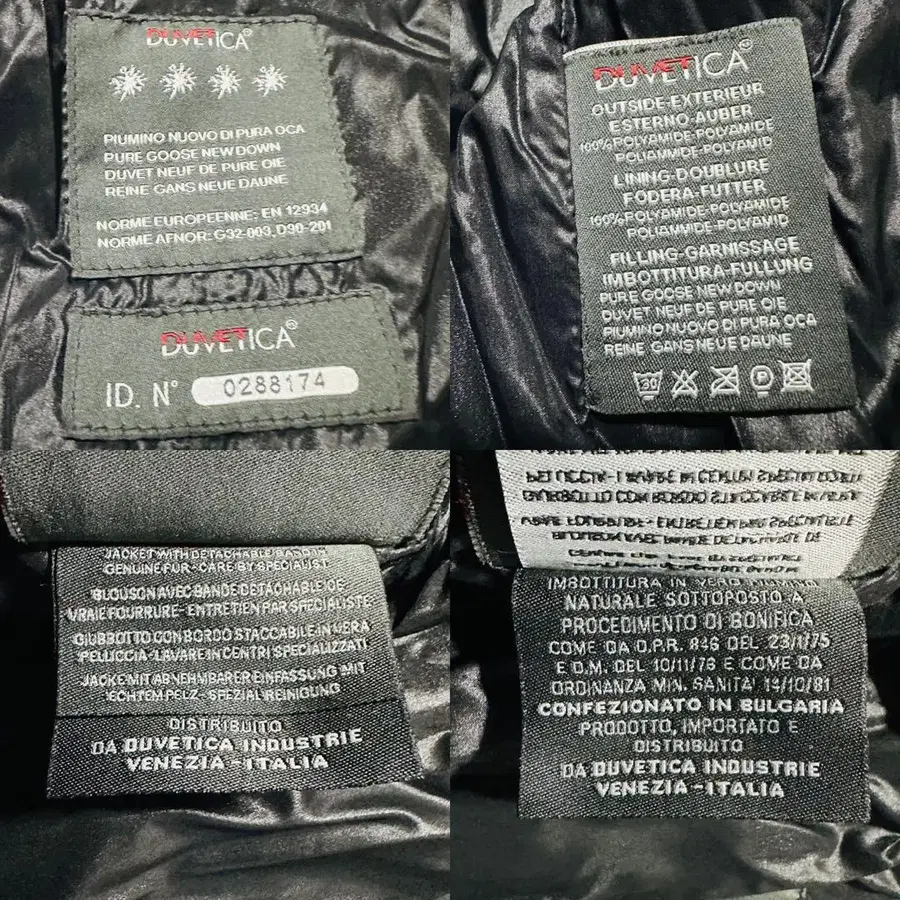 DUVETICA®
PIUMINO NUOVO DI PURA OCA
PURE GOOSE NEW DOWN
DUVET NEUF DE PURE OIE
REINE GANS NEUE DAUNE
NORME EUROPEENNE: EN 12934
NORME AFNOR: G32-003, D90-201
DUVETICA®
ID. N° 0288174
DUVETICA®
OUTSIDE-EXTERIEUR
ESTERNO-AUBER
100%POLYAMIDE-POLYAMIDE
POLIAMMIDE-POLYAMID
LINING-DOUBLURE
FODERA-FUTTER
100%POLYAMIDE-POLYAMIDE
POLIAMMIDE-POLYAMID
FILLING-GARNISSAGE
IMBOTTITURA-FULLUNG
PURE GOOSE NEW DOWN
DUVET NEUF DE PURE OIE
PIUMINO NUOVO DI PURA OCA
REINE GANS NEUE DAUNE
30 P
JACKET WITH DETACHABLE BAND IN
GENUINE FUR - CARE BY SPECIALIST
BLOUSON AVEC BANDE DETACHABLE DE
VRAIE FOURRURE - ENTRETIEN PAR SPECIALISTE
GIUBBOTTO CON BORDO STACCABILE IN VERA
PELLICCIA - LAVARE IN CENTRI SPECIALIZZATI
JACKE MIT ABNEHMBARER EINFASSUNG MIT
ECHTEM PELZ - SPEZIAL REINIGUNG
DISTRIBUITO
DA DUVETICA INDUSTRIE
VENEZIA-ITALIA
IMBOTTITURA IN VERO PIUMINO
NATURALE SOTTOPOSTO A
PROCEDIMENTO DI BONIFICA
COME DA D.P.R. 846 DEL 23/1/75
E D.M. DEL 10/11/76 E COME DA
ORDINANZA MIN. SANITA' 14/10/81
CONFEZIONATO IN BULGARIA
PRODOTTO, IMPORTATO E
DISTRIBUITO
DA DUVETICA INDUSTRIE
VENEZIA-ITALIA